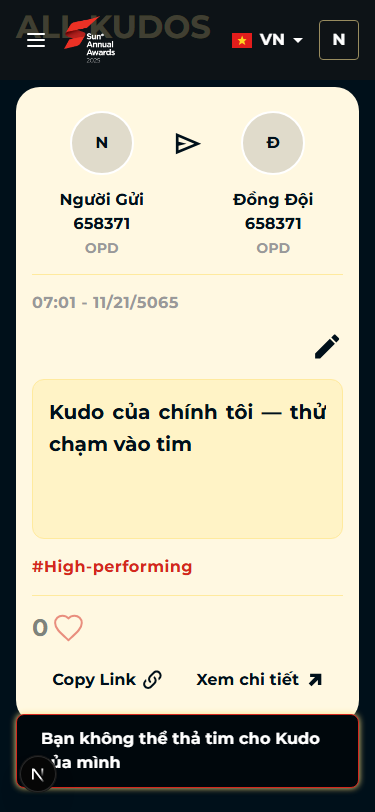 ALL KUDOS
Sun*
Annual
Awards
2025
VN
N
N
Đ
Người Gửi
658371
OPD
Đồng Đội
658371
OPD
07:01 - 11/21/5065
Kudo của chính tôi — thử
chạm vào tim
#High-performing
0
Copy Link
Xem chi tiết
Bạn không thể thả tim cho Kudo
của mình
N